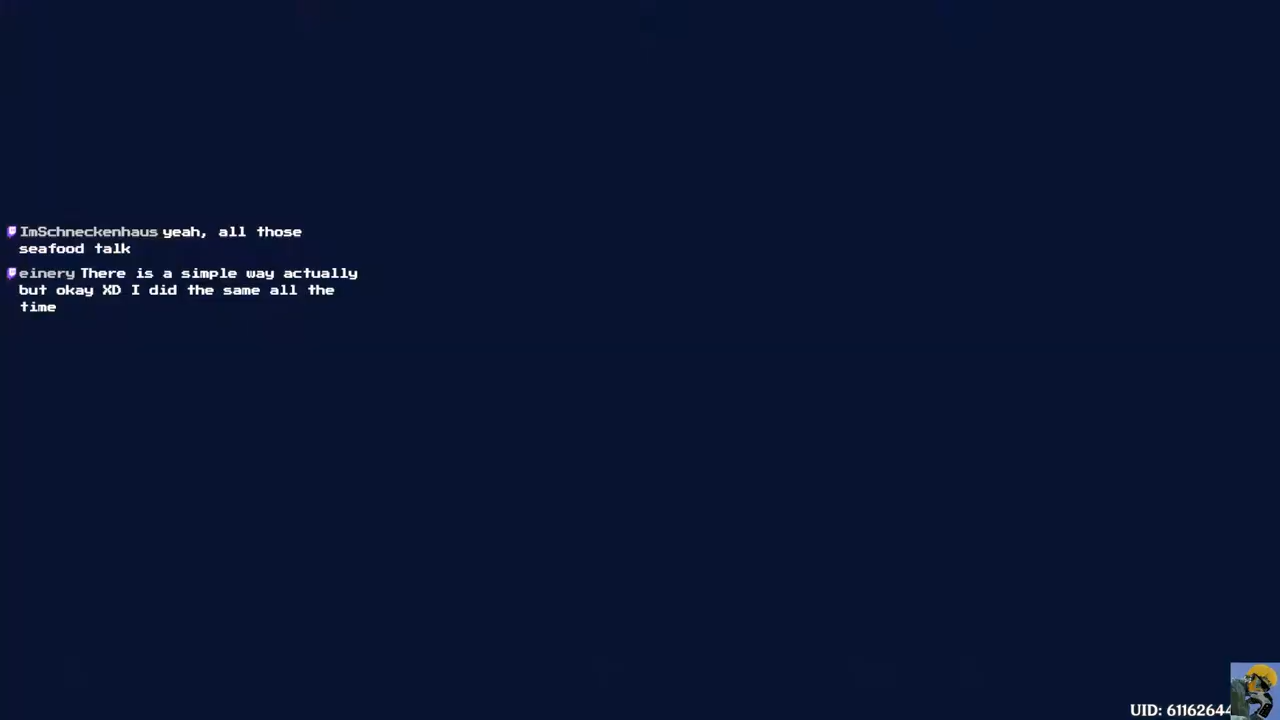 ImSchneckenhaus yeah, all those
seafood talk
einery There is a simple way actually
but okay XD I did the same all the
time
UID: 61162644